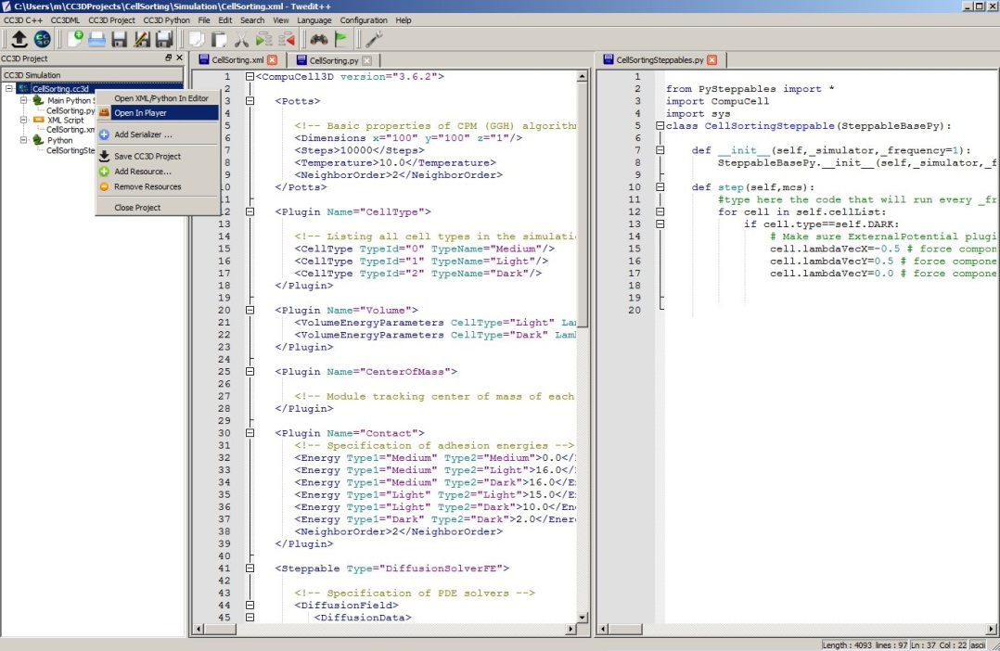 C:\Users\m\CC3DProjects\CellSorting\Simulation\CellSorting.xml - Twedit++
CC3D C++ CC3DML CC3D Project CC3D Python File Edit Search View Language Configuration Help
CC3D Project
CC3D Simulation
CellSorting.cc3d
Main Python S
CellSorting.py
XML Script
CellSorting.xm
Python
CellSortingSte
Open XML/Python In Editor
Open In Player
Add Serializer ...
Save CC3D Project
Add Resource...
Remove Resources
Close Project
CellSorting.xml CellSorting.py
1 <CompuCell3D version="3.6.2">
2
3 <Potts>
4
5 <!-- Basic properties of CPM (GGH) algorithm
6 <Dimensions x="100" y="100" z="1"/>
7 <Steps>10000</Steps>
8 <Temperature>10.0</Temperature>
9 <NeighborOrder>2</NeighborOrder>
10 </Potts>
11
12 <Plugin Name="CellType">
13
14 <!-- Listing all cell types in the simulati
15 <CellType TypeId="0" TypeName="Medium"/>
16 <CellType TypeId="1" TypeName="Light"/>
17 <CellType TypeId="2" TypeName="Dark"/>
18 </Plugin>
19
20 <Plugin Name="Volume">
21 <VolumeEnergyParameters CellType="Light" La
22 <VolumeEnergyParameters CellType="Dark" Lam
23 </Plugin>
24
25 <Plugin Name="CenterOfMass">
26
27 <!-- Module tracking center of mass of each
28 </Plugin>
29
30 <Plugin Name="Contact">
31 <!-- Specification of adhesion energies -->
32 <Energy Type1="Medium" Type2="Medium">0.0</
33 <Energy Type1="Medium" Type2="Light">16.0</
34 <Energy Type1="Medium" Type2="Dark">16.0</E
35 <Energy Type1="Light" Type2="Light">15.0</E
36 <Energy Type1="Light" Type2="Dark">10.0</En
37 <Energy Type1="Dark" Type2="Dark">2.0</Ener
38 <NeighborOrder>2</NeighborOrder>
39 </Plugin>
40
41 <Steppable Type="DiffusionSolverFE">
42
43 <!-- Specification of PDE solvers -->
44 <DiffusionField>
45 <DiffusionData>
CellSortingSteppables.py
1
2 from PySteppables import *
3 import CompuCell
4 import sys
5 class CellSortingSteppable(SteppableBasePy):
6
7 def __init__(self,_simulator,_frequency=1):
8 SteppableBasePy.__init__(self,_simulator,_f
9
10 def step(self,mcs):
11 #type here the code that will run every _fr
12 for cell in self.cellList:
13 if cell.type==self.DARK:
14 # Make sure ExternalPotential plugi
15 cell.lambdaVecX=-0.5 # force compon
16 cell.lambdaVecY=0.5 # force compone
17 cell.lambdaVecY=0.0 # force compone
18
19
20
Length : 4093 lines : 97 Ln : 37 Col : 22 ascii